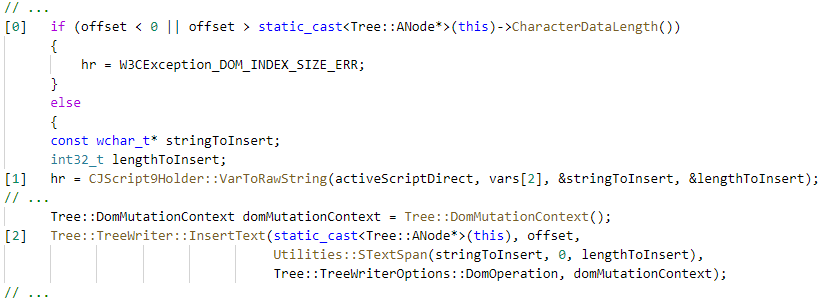 // ...
[0] if (offset < 0 || offset > static_cast<Tree::ANode*>(this)->CharacterDataLength())
{
hr = W3CException_DOM_INDEX_SIZE_ERR;
}
else
{
const wchar_t* stringToInsert;
int32_t lengthToInsert;
[1] hr = CJScript9Holder::VarToRawString(activeScriptDirect, vars[2], &stringToInsert, &lengthToInsert);
// ...
Tree::DomMutationContext domMutationContext = Tree::DomMutationContext();
[2] Tree::TreeWriter::InsertText(static_cast<Tree::ANode*>(this), offset,
Utilities::STextSpan(stringToInsert, 0, lengthToInsert),
Tree::TreeWriterOptions::DomOperation, domMutationContext);
// ...